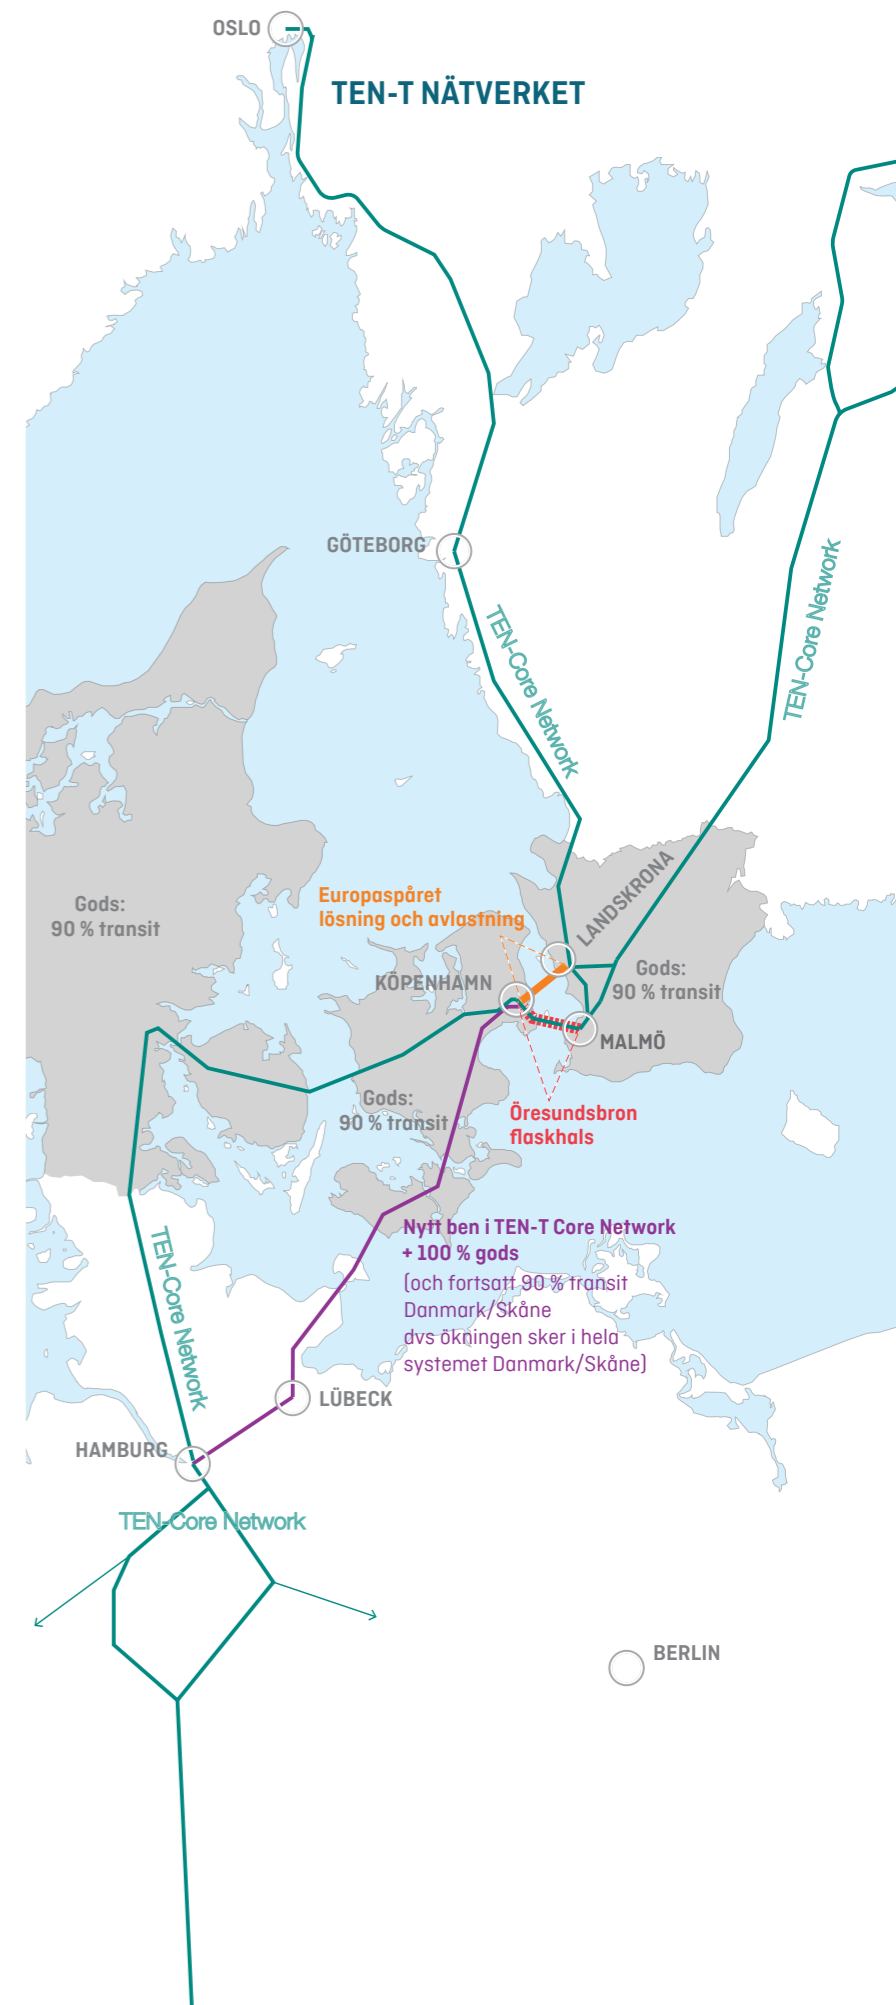 OSLO
TEN-T NÄTVERKET
GÖTEBORG
TEN-Core Network
TEN-Core Network
LANDSKRONA
Europaspåret
lösning och avlastning
Gods:
90 % transit
KÖPENHAMN
Gods:
90 % transit
MALMÖ
Gods:
90 % transit
Öresundsbron
flaskhals
Nytt ben i TEN-T Core Network
+ 100 % gods
(och fortsatt 90 % transit
Danmark/Skåne
dvs ökningen sker i hela
systemet Danmark/Skåne)
TEN-Core Network
LÜBECK
HAMBURG
TEN-Core Network
BERLIN